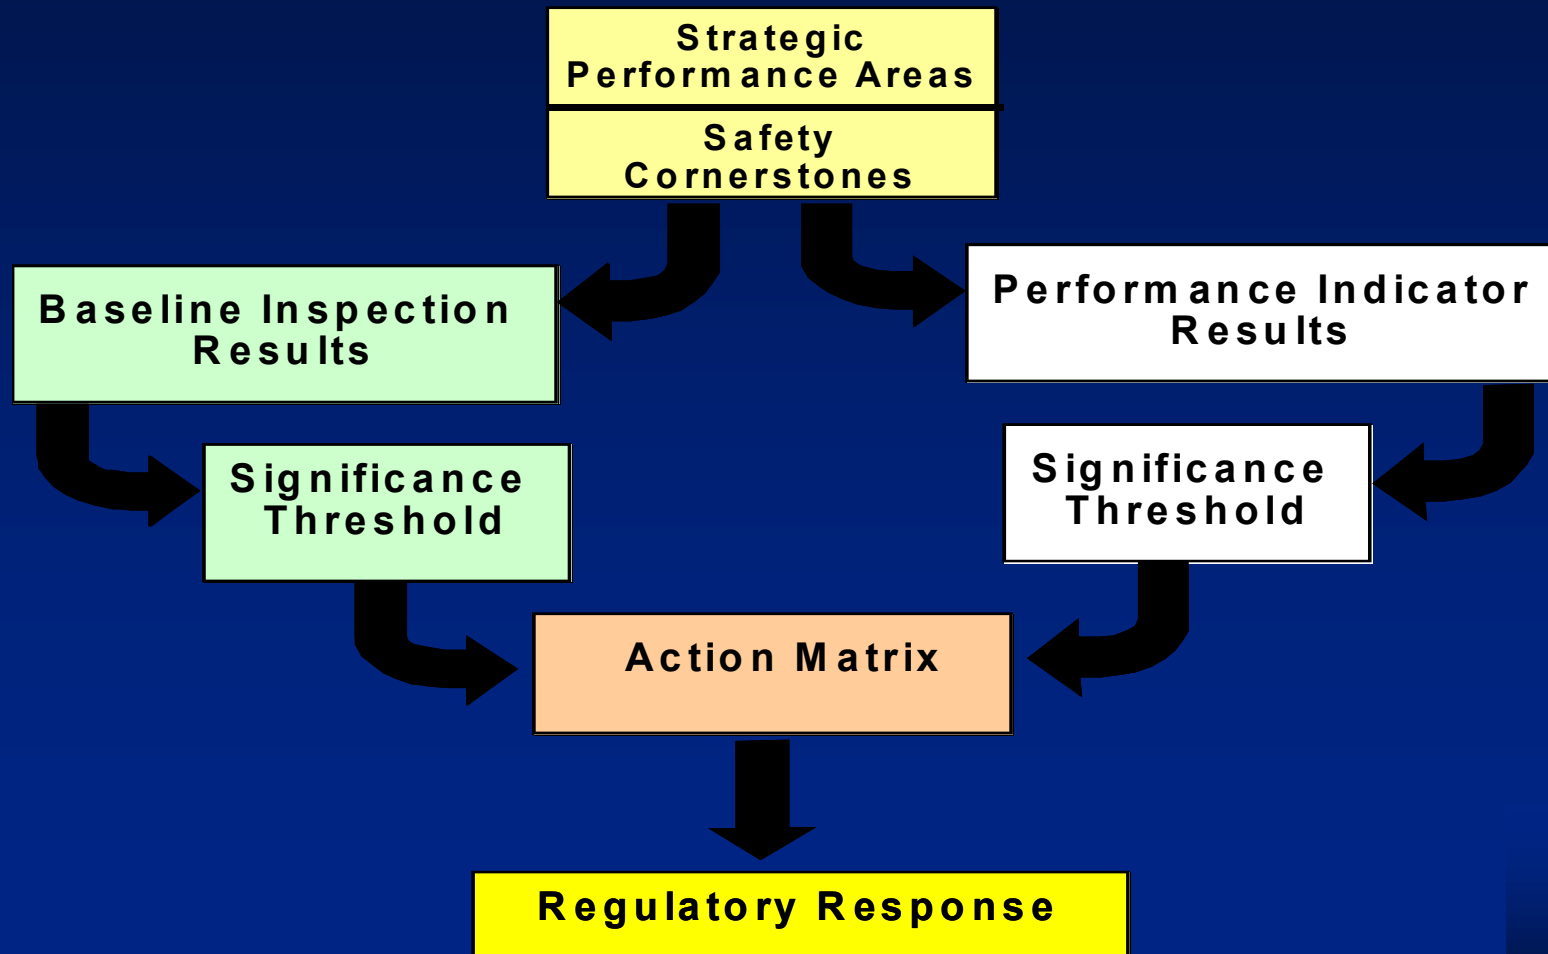 Strategic
Performance Areas
Safety
Cornerstones
Baseline Inspection
Results
Performance Indicator
Results
Significance
Threshold
Significance
Threshold
Action Matrix
Regulatory Response